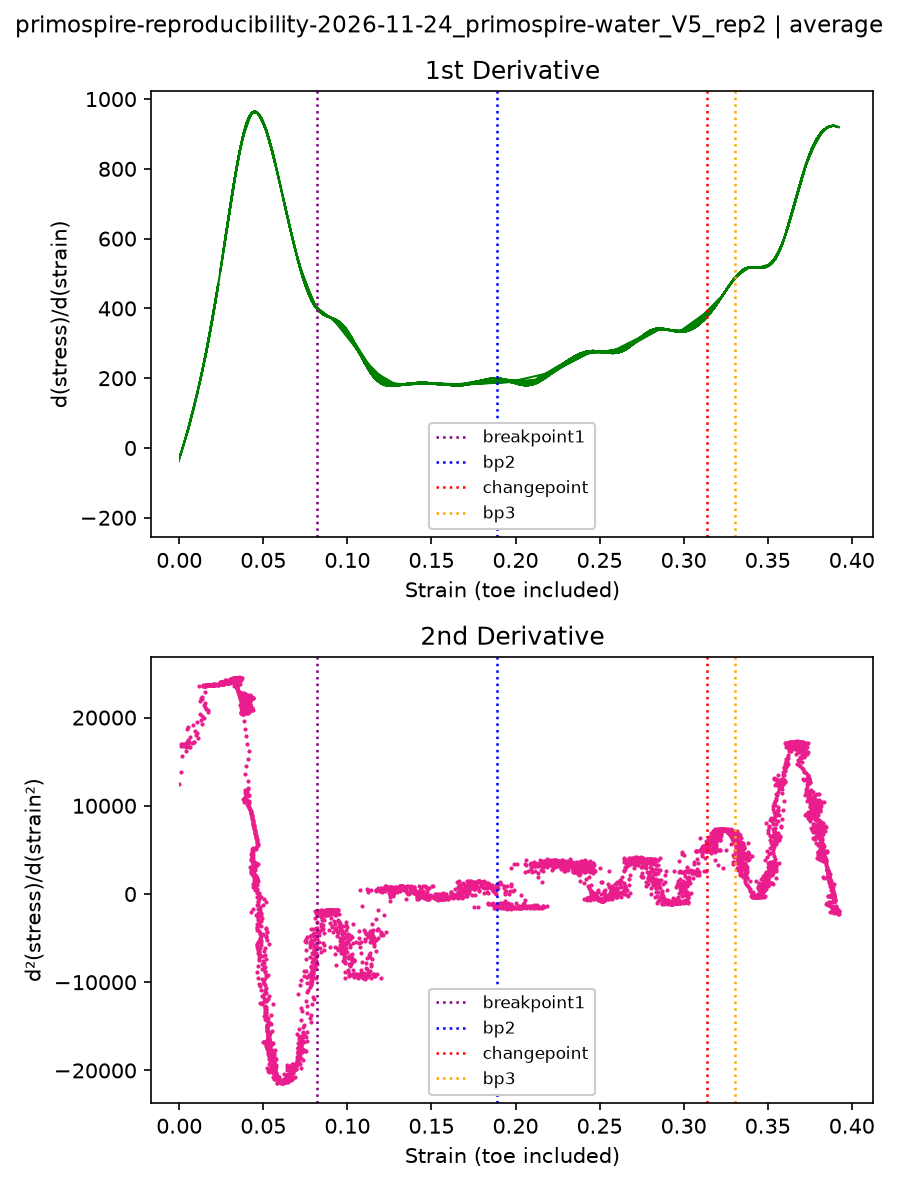 primospire-reproducibility-2026-11-24_primospire-water_V5_rep2 | average
1st Derivative
1000
800
600
400
200
0
−200
d(stress)/d(strain)
breakpoint1
bp2
changepoint
bp3
0.00 0.05 0.10 0.15 0.20 0.25 0.30 0.35 0.40
Strain (toe included)
2nd Derivative
20000
10000
0
−10000
−20000
d²(stress)/d(strain²)
breakpoint1
bp2
changepoint
bp3
0.00 0.05 0.10 0.15 0.20 0.25 0.30 0.35 0.40
Strain (toe included)